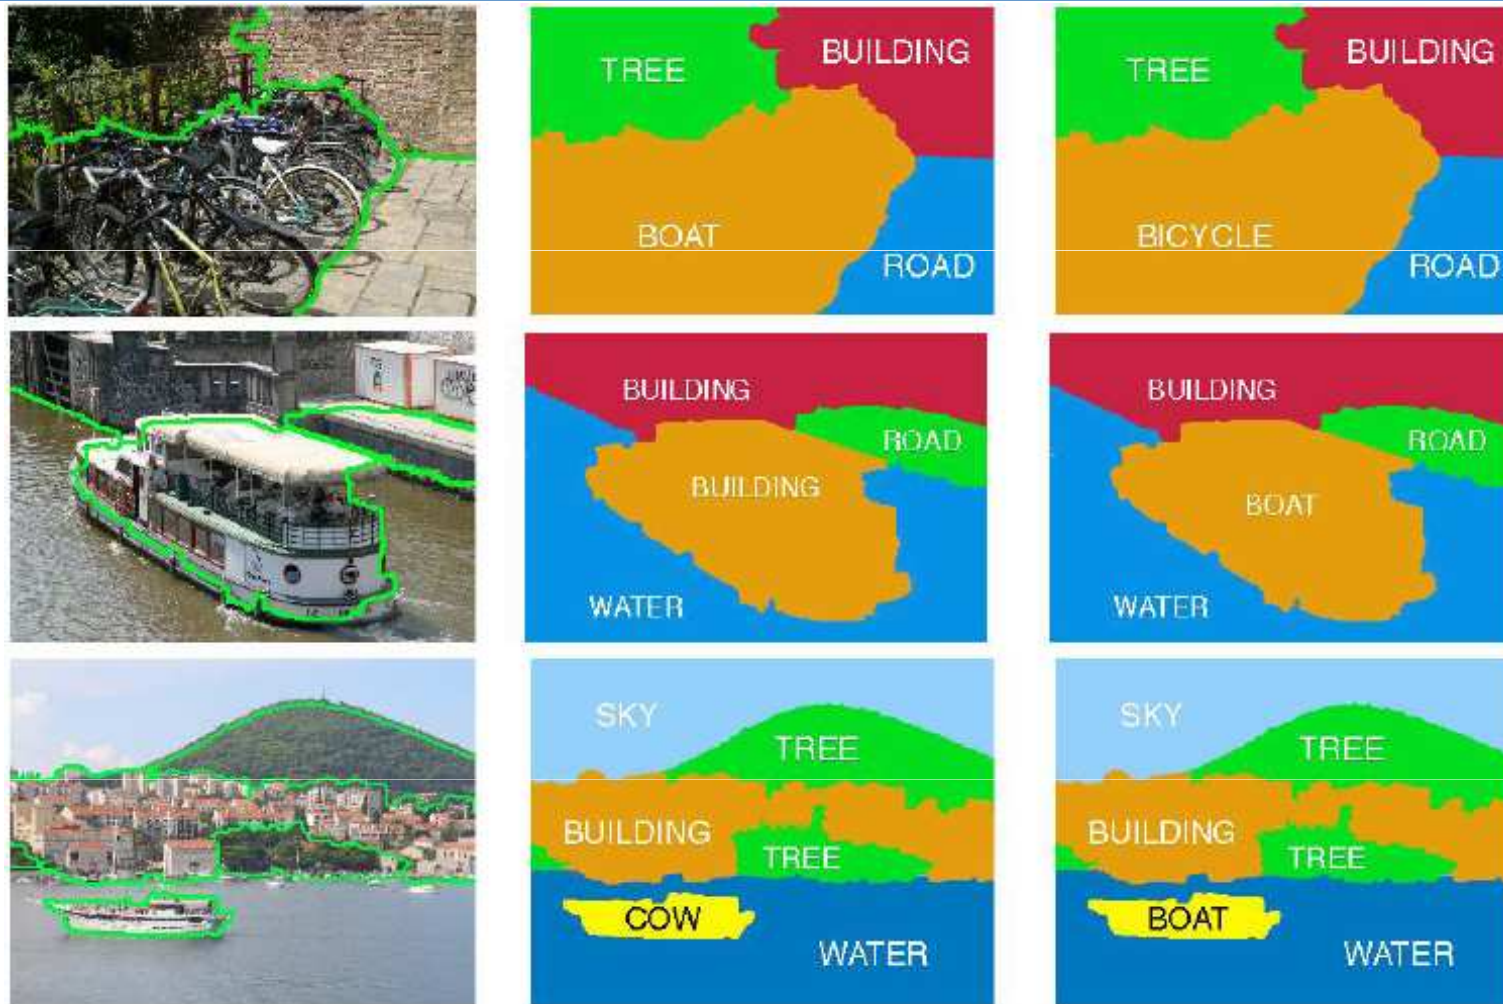 TREE
BUILDING
BOAT
ROAD
TREE
BUILDING
BICYCLE
ROAD
BUILDING
ROAD
BUILDING
WATER
BUILDING
ROAD
BOAT
WATER
SKY
TREE
BUILDING
TREE
COW
WATER
SKY
TREE
BUILDING
TREE
BOAT
WATER